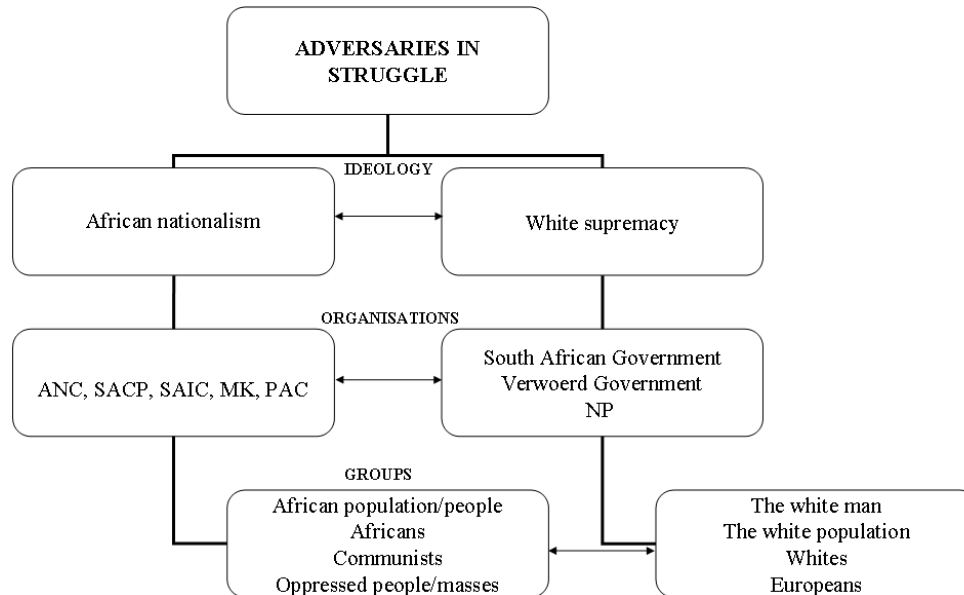 ADVERSARIES IN
STRUGGLE
IDEOLOGY
African nationalism
White supremacy
ORGANISATIONS
ANC, SACP, SAIC, MK, PAC
South African Government
Verwoerd Government
NP
GROUPS
African population/people
Africans
Communists
Oppressed people/masses
The white man
The white population
Whites
Europeans